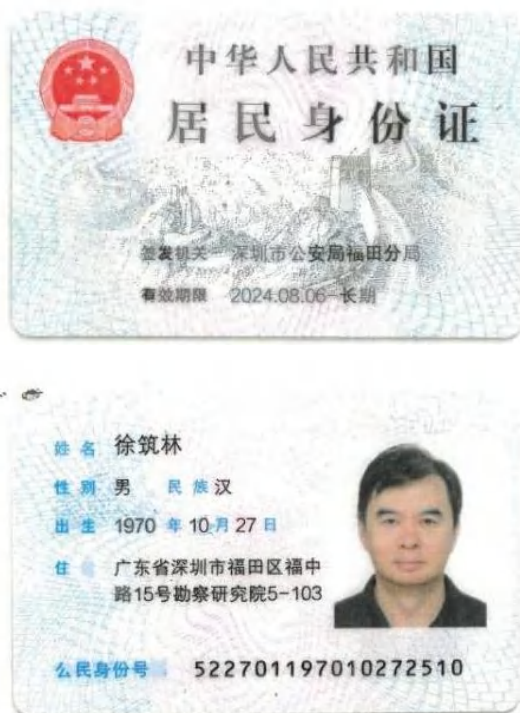 中华人民共和国
居民身份证
签发机关 深圳市公安局福田分局
有效期限 2024.08.06-长期
姓名 徐筑林
性别 男 民族 汉
出生 1970 年 10 月 27 日
住 广东省深圳市福田区福中
路15号勘察研究院5-103
公民身份号 522701197010272510